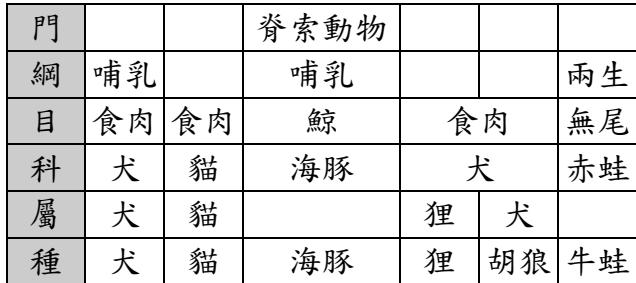 門 脊索動物
綱 哺乳 哺乳 兩生
目 食肉 食肉 鯨 食肉 無尾
科 犬 貓 海豚 犬 赤蛙
屬 犬 貓 狸 犬
種 犬 貓 海豚 狸 胡狼 牛蛙